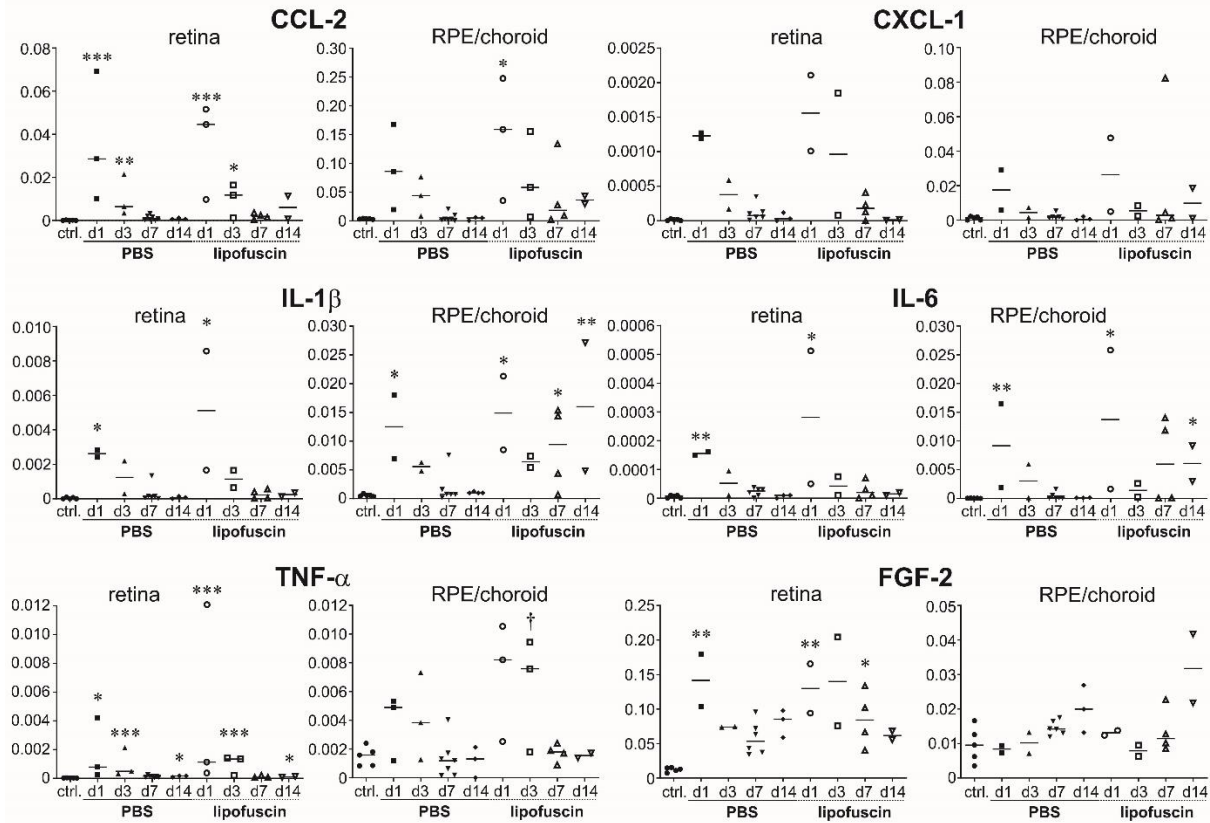 CCL-2
CXCL-1
retina
RPE/choroid
retina
RPE/choroid
0.08
0.06
0.04
0.02
0
***
**
***
*
ctrl. d1 d3 d7 d14 d1 d3 d7 d14
PBS lipofuscin
0.30
0.25
0.20
0.15
0.10
0.05
0.00
*
ctrl. d1 d3 d7 d14 d1 d3 d7 d14
PBS lipofuscin
0.0025
0.0020
0.0015
0.0010
0.0005
0
ctrl. d1 d3 d7 d14 d1 d3 d7 d14
PBS lipofuscin
0.10
0.08
0.06
0.04
0.02
0
ctrl. d1 d3 d7 d14 d1 d3 d7 d14
PBS lipofuscin
IL-1β
IL-6
retina
RPE/choroid
retina
RPE/choroid
0.010
0.008
0.006
0.004
0.002
0
*
*
ctrl. d1 d3 d7 d14 d1 d3 d7 d14
PBS lipofuscin
0.030
0.025
0.020
0.015
0.010
0.005
0
*
*
*
**
ctrl. d1 d3 d7 d14 d1 d3 d7 d14
PBS lipofuscin
0.0006
0.0005
0.0004
0.0003
0.0002
0.0001
0
**
*
ctrl. d1 d3 d7 d14 d1 d3 d7 d14
PBS lipofuscin
0.030
0.025
0.020
0.015
0.010
0.005
0
**
*
*
ctrl. d1 d3 d7 d14 d1 d3 d7 d14
PBS lipofuscin
TNF-α
FGF-2
retina
RPE/choroid
retina
RPE/choroid
0.012
0.010
0.008
0.006
0.004
0.002
0
*
***
*
***
***
*
ctrl. d1 d3 d7 d14 d1 d3 d7 d14
PBS lipofuscin
0.012
0.010
0.008
0.006
0.004
0.002
0
†
ctrl. d1 d3 d7 d14 d1 d3 d7 d14
PBS lipofuscin
0.25
0.20
0.15
0.10
0.05
0
**
**
*
ctrl. d1 d3 d7 d14 d1 d3 d7 d14
PBS lipofuscin
0.05
0.04
0.03
0.02
0.01
0
ctrl. d1 d3 d7 d14 d1 d3 d7 d14
PBS lipofuscin